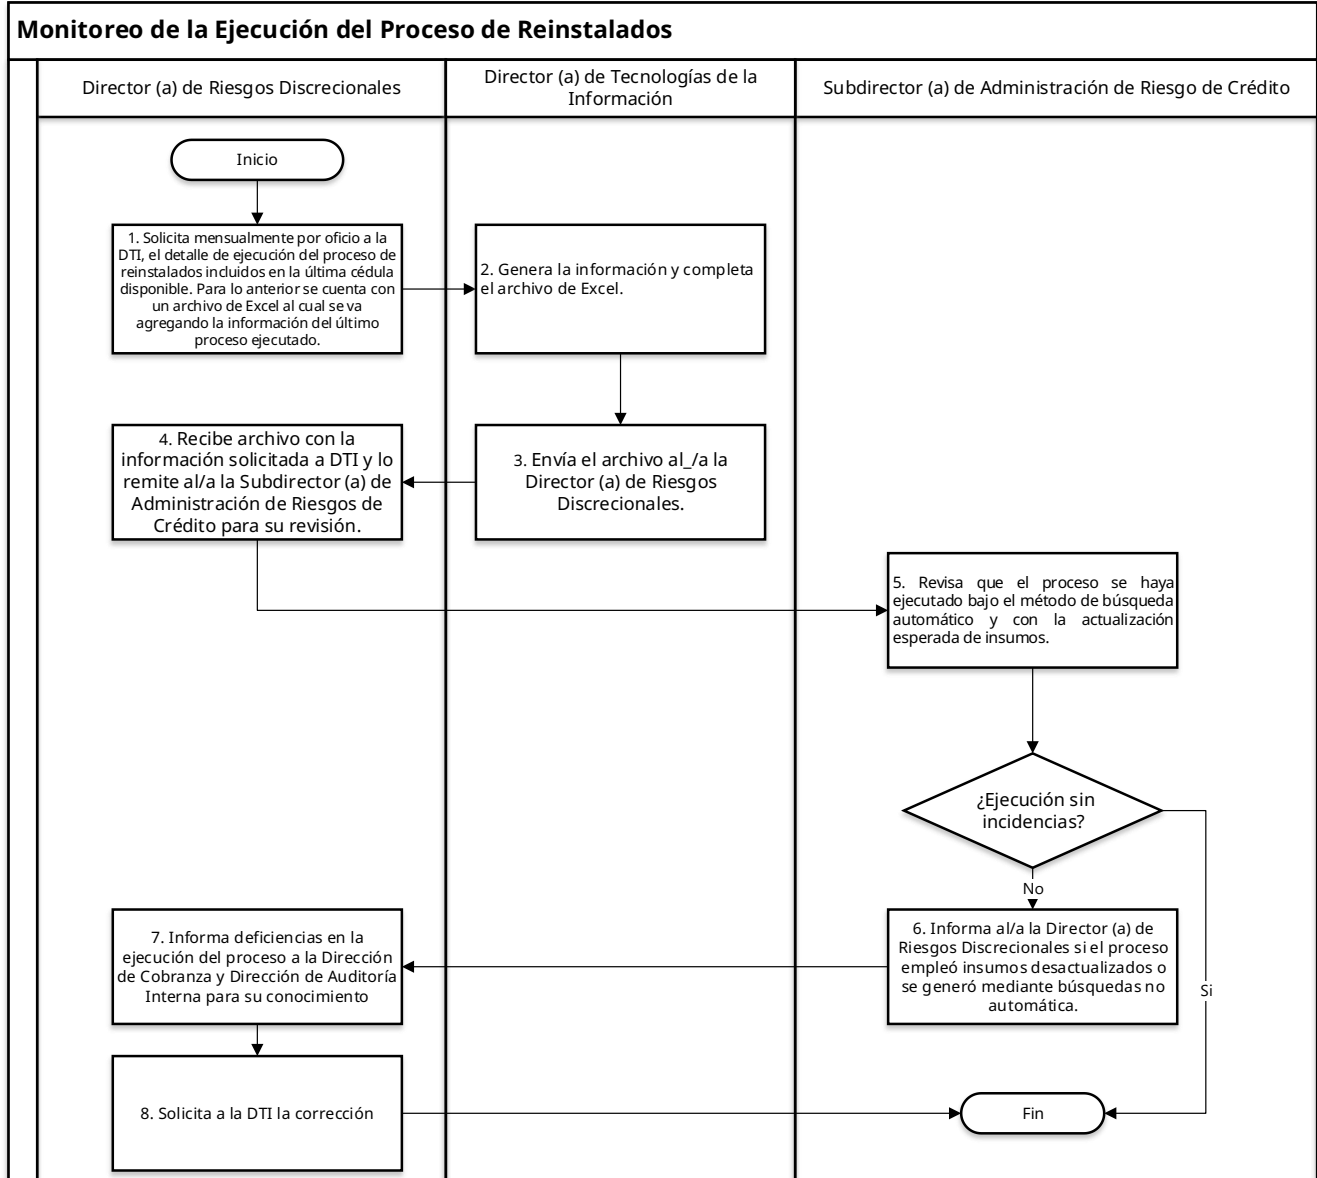 Monitoreo de la Ejecución del Proceso de Reinstalados
Director (a) de Riesgos Discrecionales
Director (a) de Tecnologías de la
Información
Subdirector (a) de Administración de Riesgo de Crédito
Inicio
1. Solicita mensualmente por oficio a la
DTI, el detalle de ejecución del proceso de
reinstalados incluidos en la última cédula
disponible. Para lo anterior se cuenta con
un archivo de Excel al cual se va
agregando la información del último
proceso ejecutado.
2. Genera la información y completa
el archivo de Excel.
4. Recibe archivo con la
información solicitada a DTI y lo
remite al/a la Subdirector (a) de
Administración de Riesgos de
Crédito para su revisión.
3. Envía el archivo al_/a la
Director (a) de Riesgos
Discrecionales.
5. Revisa que el proceso se haya
ejecutado bajo el método de búsqueda
automático y con la actualización
esperada de insumos.
¿Ejecución sin
incidencias?
No
Si
6. Informa al/a la Director (a) de
Riesgos Discrecionales si el proceso
empleó insumos desactualizados o
se generó mediante búsquedas no
automática.
7. Informa deficiencias en la
ejecución del proceso a la Dirección
de Cobranza y Dirección de Auditoría
Interna para su conocimiento
8. Solicita a la DTI la corrección
Fin